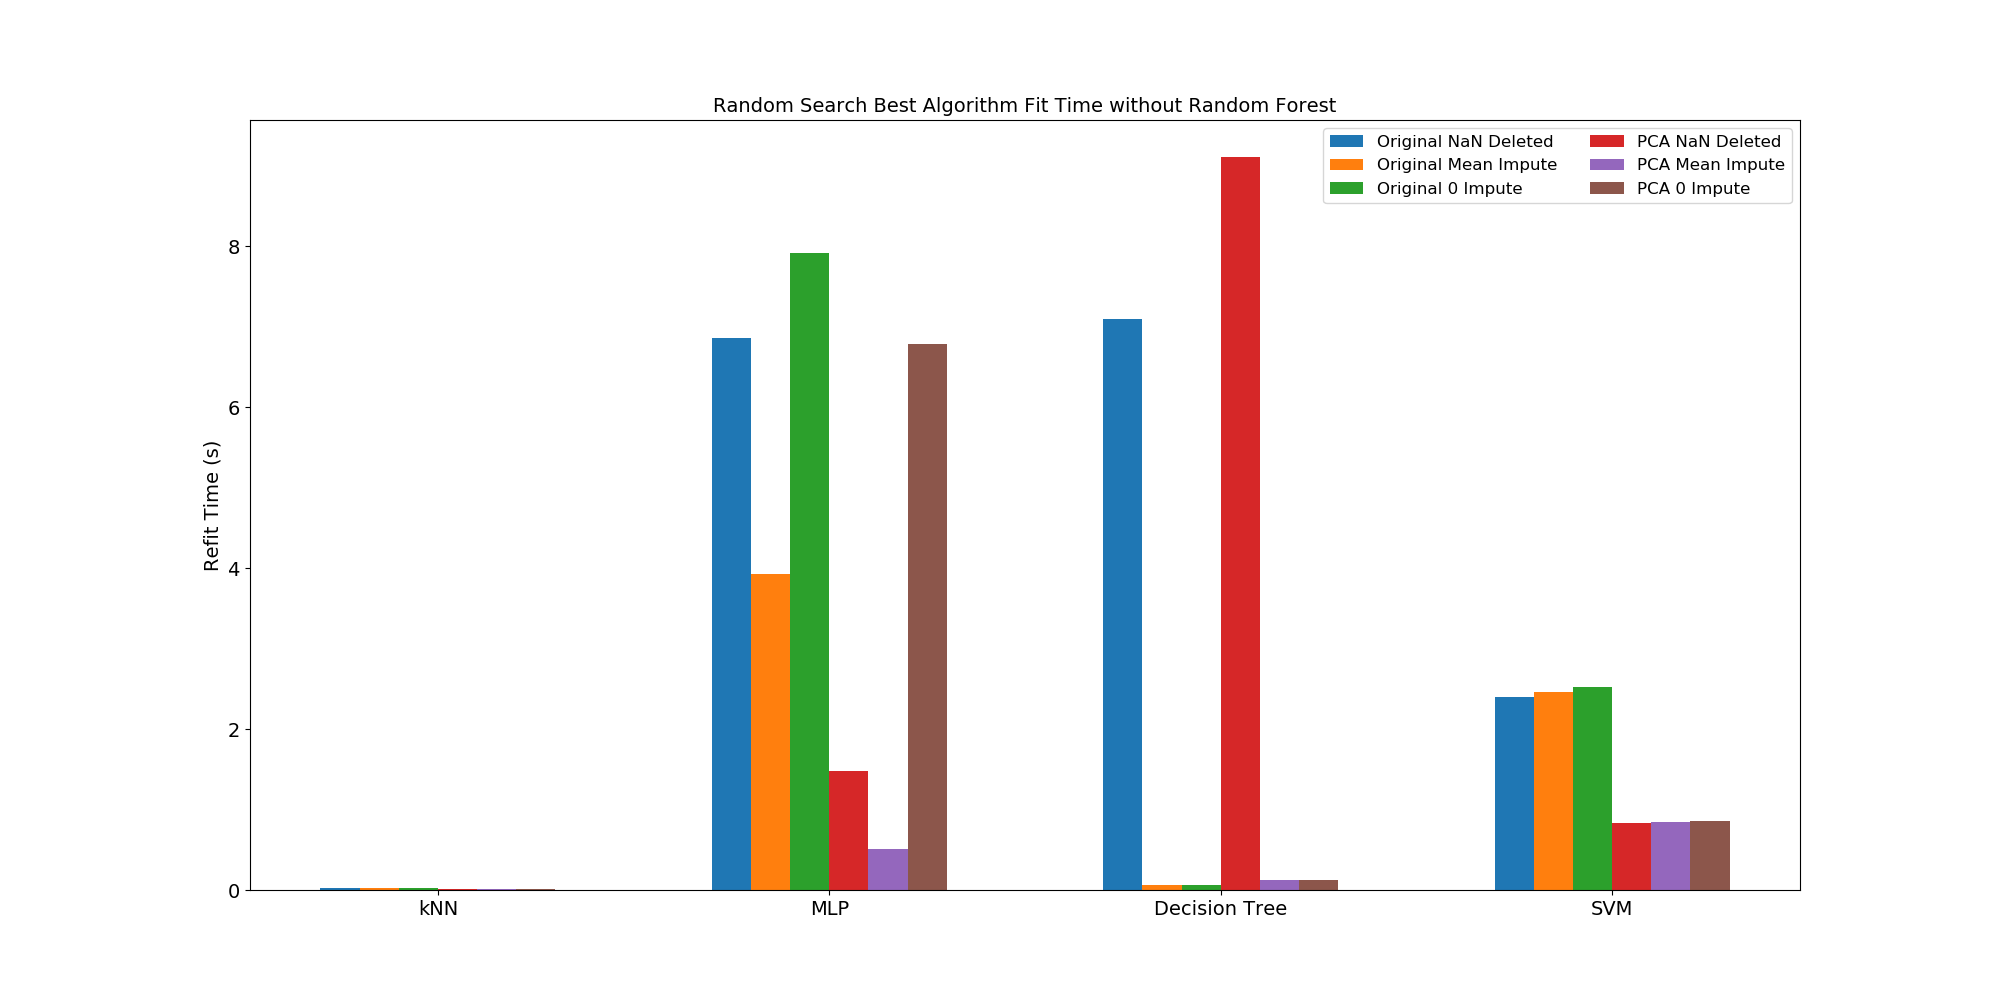 Random Search Best Algorithm Fit Time without Random Forest
Original NaN Deleted
Original Mean Impute
Original 0 Impute
PCA NaN Deleted
PCA Mean Impute
PCA 0 Impute
Refit Time (s)
8
6
4
2
0
kNN MLP Decision Tree SVM